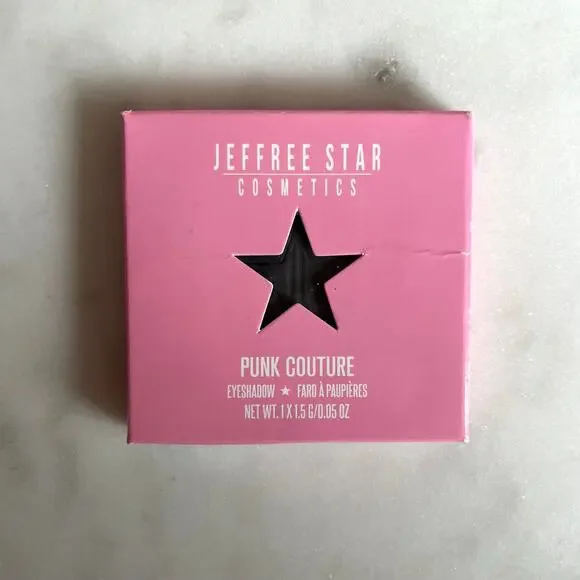 JEFFREE STAR
COSMETICS
PUNK COUTURE
EYESHADOW ★ FARD À PAUPIÈRES
NET WT. 1 X 1.5 G/0.05 OZ